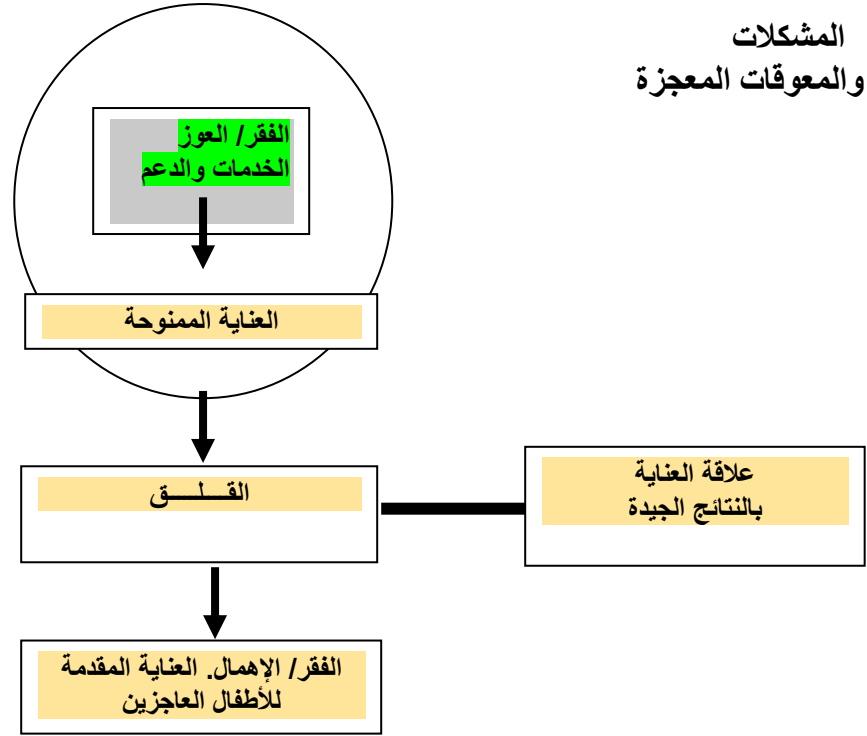 المشكلات
والمعوقات المعجزة
الفقر/ العوز
الخدمات والدعم
العناية الممنوحة
القــــلـــــــق
علاقة العناية
بالنتائج الجيدة
الفقر/ الإهمال. العناية المقدمة
للأطفال العاجزين